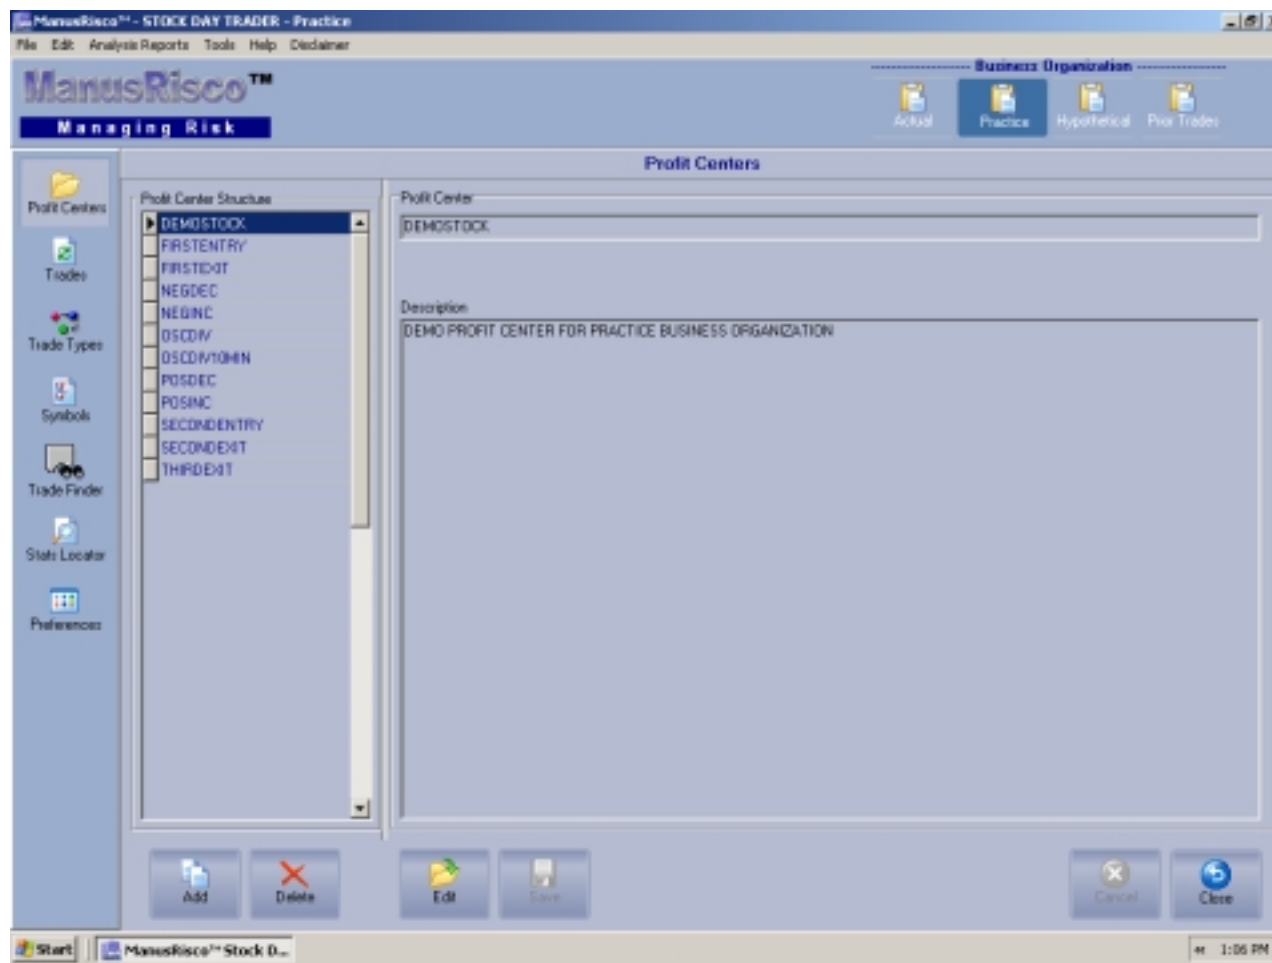 ManusRisco™ - STOCK DAY TRADER - Practice
File Edit Analysis Reports Tools Help Disclaimer
ManusRisco™
Managing Risk
Business Organization
Actual Practice Hypothetical Prior Trades
Profit Centers
Profit Centers
Trades
Trade Types
Symbols
Trade Finder
Stats Locator
Preferences
Profit Center Structure
DEMOSTOCK
FIRSTENTRY
FIRSTEXIT
NEGDEC
NEGINC
OSCDIV
OSCDIV10MIN
POSDEC
POSINC
SECONDENTRY
SECONDEXIT
THIRDEXIT
Profit Center
DEMOSTOCK
Description
DEMO PROFIT CENTER FOR PRACTICE BUSINESS ORGANIZATION
Add Delete Edit Save Cancel Close
Start ManusRisco™ Stock D... 1:06 PM